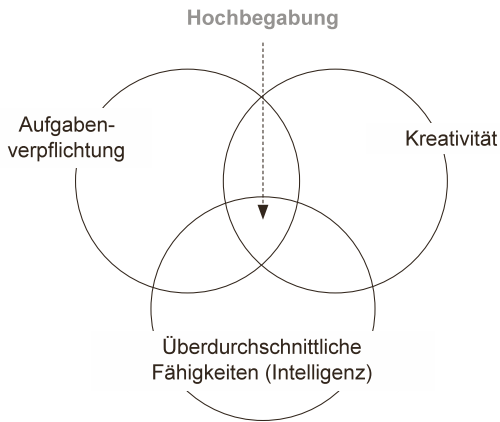 Hochbegabung
Aufgaben-
verpflichtung
Kreativität
Überdurchschnittliche
Fähigkeiten (Intelligenz)